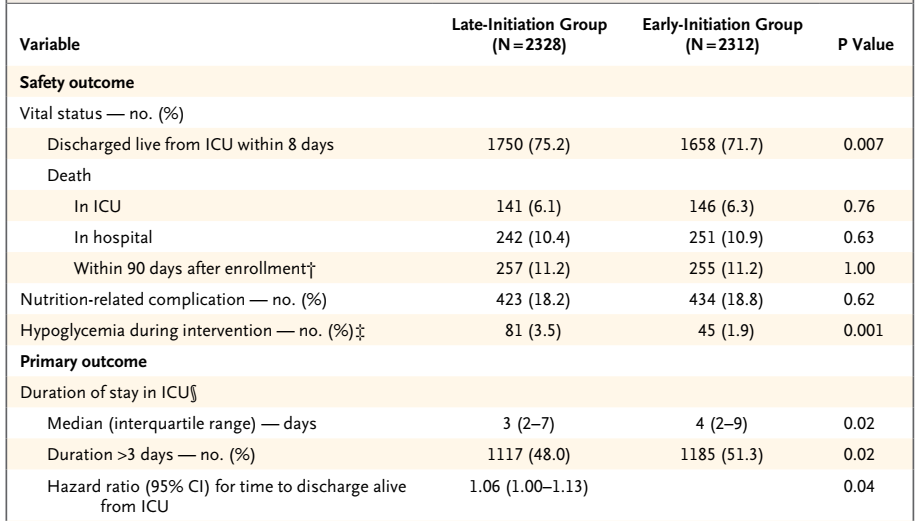 Variable Late-Initiation Group (N=2328) Early-Initiation Group (N=2312) P Value
Safety outcome
Vital status — no. (%)
Discharged live from ICU within 8 days 1750 (75.2) 1658 (71.7) 0.007
Death
In ICU 141 (6.1) 146 (6.3) 0.76
In hospital 242 (10.4) 251 (10.9) 0.63
Within 90 days after enrollment† 257 (11.2) 255 (11.2) 1.00
Nutrition-related complication — no. (%) 423 (18.2) 434 (18.8) 0.62
Hypoglycemia during intervention — no. (%)‡ 81 (3.5) 45 (1.9) 0.001
Primary outcome
Duration of stay in ICU§
Median (interquartile range) — days 3 (2–7) 4 (2–9) 0.02
Duration >3 days — no. (%) 1117 (48.0) 1185 (51.3) 0.02
Hazard ratio (95% CI) for time to discharge alive 1.06 (1.00–1.13) 0.04
from ICU